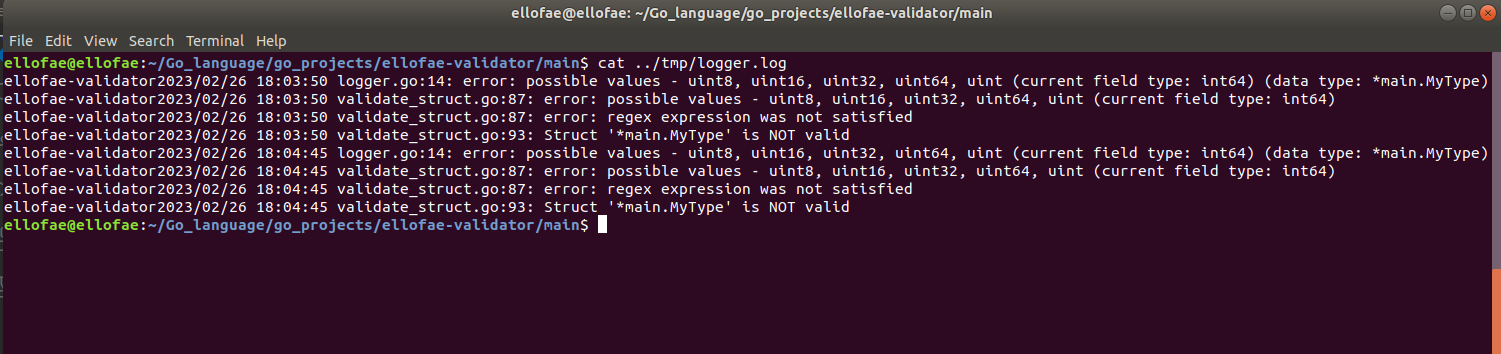 ellofae@ellofae: ~/Go_language/go_projects/ellofae-validator/main
File Edit View Search Terminal Help
ellofae@ellofae:~/Go_language/go_projects/ellofae-validator/main$ cat ../tmp/logger.log
ellofae-validator2023/02/26 18:03:50 logger.go:14: error: possible values - uint8, uint16, uint32, uint64, uint (current field type: int64) (data type: *main.MyType)
ellofae-validator2023/02/26 18:03:50 validate_struct.go:87: error: possible values - uint8, uint16, uint32, uint64, uint (current field type: int64)
ellofae-validator2023/02/26 18:03:50 validate_struct.go:87: error: regex expression was not satisfied
ellofae-validator2023/02/26 18:03:50 validate_struct.go:93: Struct '*main.MyType' is NOT valid
ellofae-validator2023/02/26 18:04:45 logger.go:14: error: possible values - uint8, uint16, uint32, uint64, uint (current field type: int64) (data type: *main.MyType)
ellofae-validator2023/02/26 18:04:45 validate_struct.go:87: error: possible values - uint8, uint16, uint32, uint64, uint (current field type: int64)
ellofae-validator2023/02/26 18:04:45 validate_struct.go:87: error: regex expression was not satisfied
ellofae-validator2023/02/26 18:04:45 validate_struct.go:93: Struct '*main.MyType' is NOT valid
ellofae@ellofae:~/Go_language/go_projects/ellofae-validator/main$